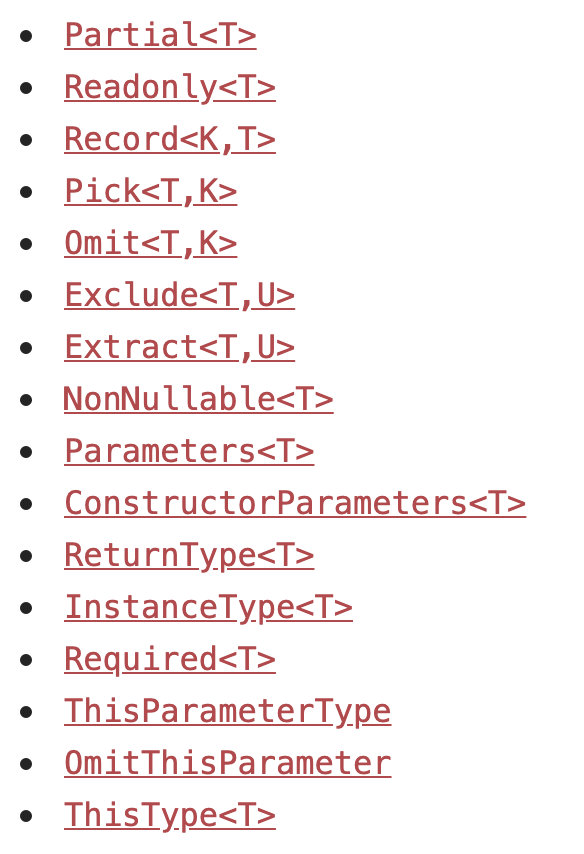 Partial<T>
Readonly<T>
Record<K,T>
Pick<T,K>
Omit<T,K>
Exclude<T,U>
Extract<T,U>
NonNullable<T>
Parameters<T>
ConstructorParameters<T>
ReturnType<T>
InstanceType<T>
Required<T>
ThisParameterType
OmitThisParameter
ThisType<T>